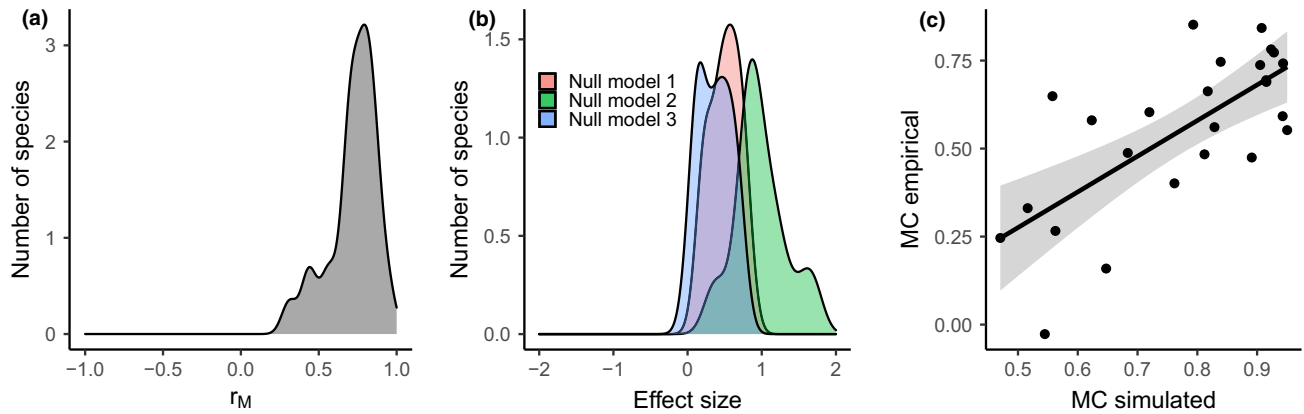 (a)
Number of species
3
2
1
0
−1.0 −0.5 0.0 0.5 1.0
rM
(b)
Number of species
1.5
1.0
0.5
0.0
Null model 1
Null model 2
Null model 3
−2 −1 0 1 2
Effect size
(c)
MC empirical
0.75
0.50
0.25
0.00
0.5 0.6 0.7 0.8 0.9
MC simulated